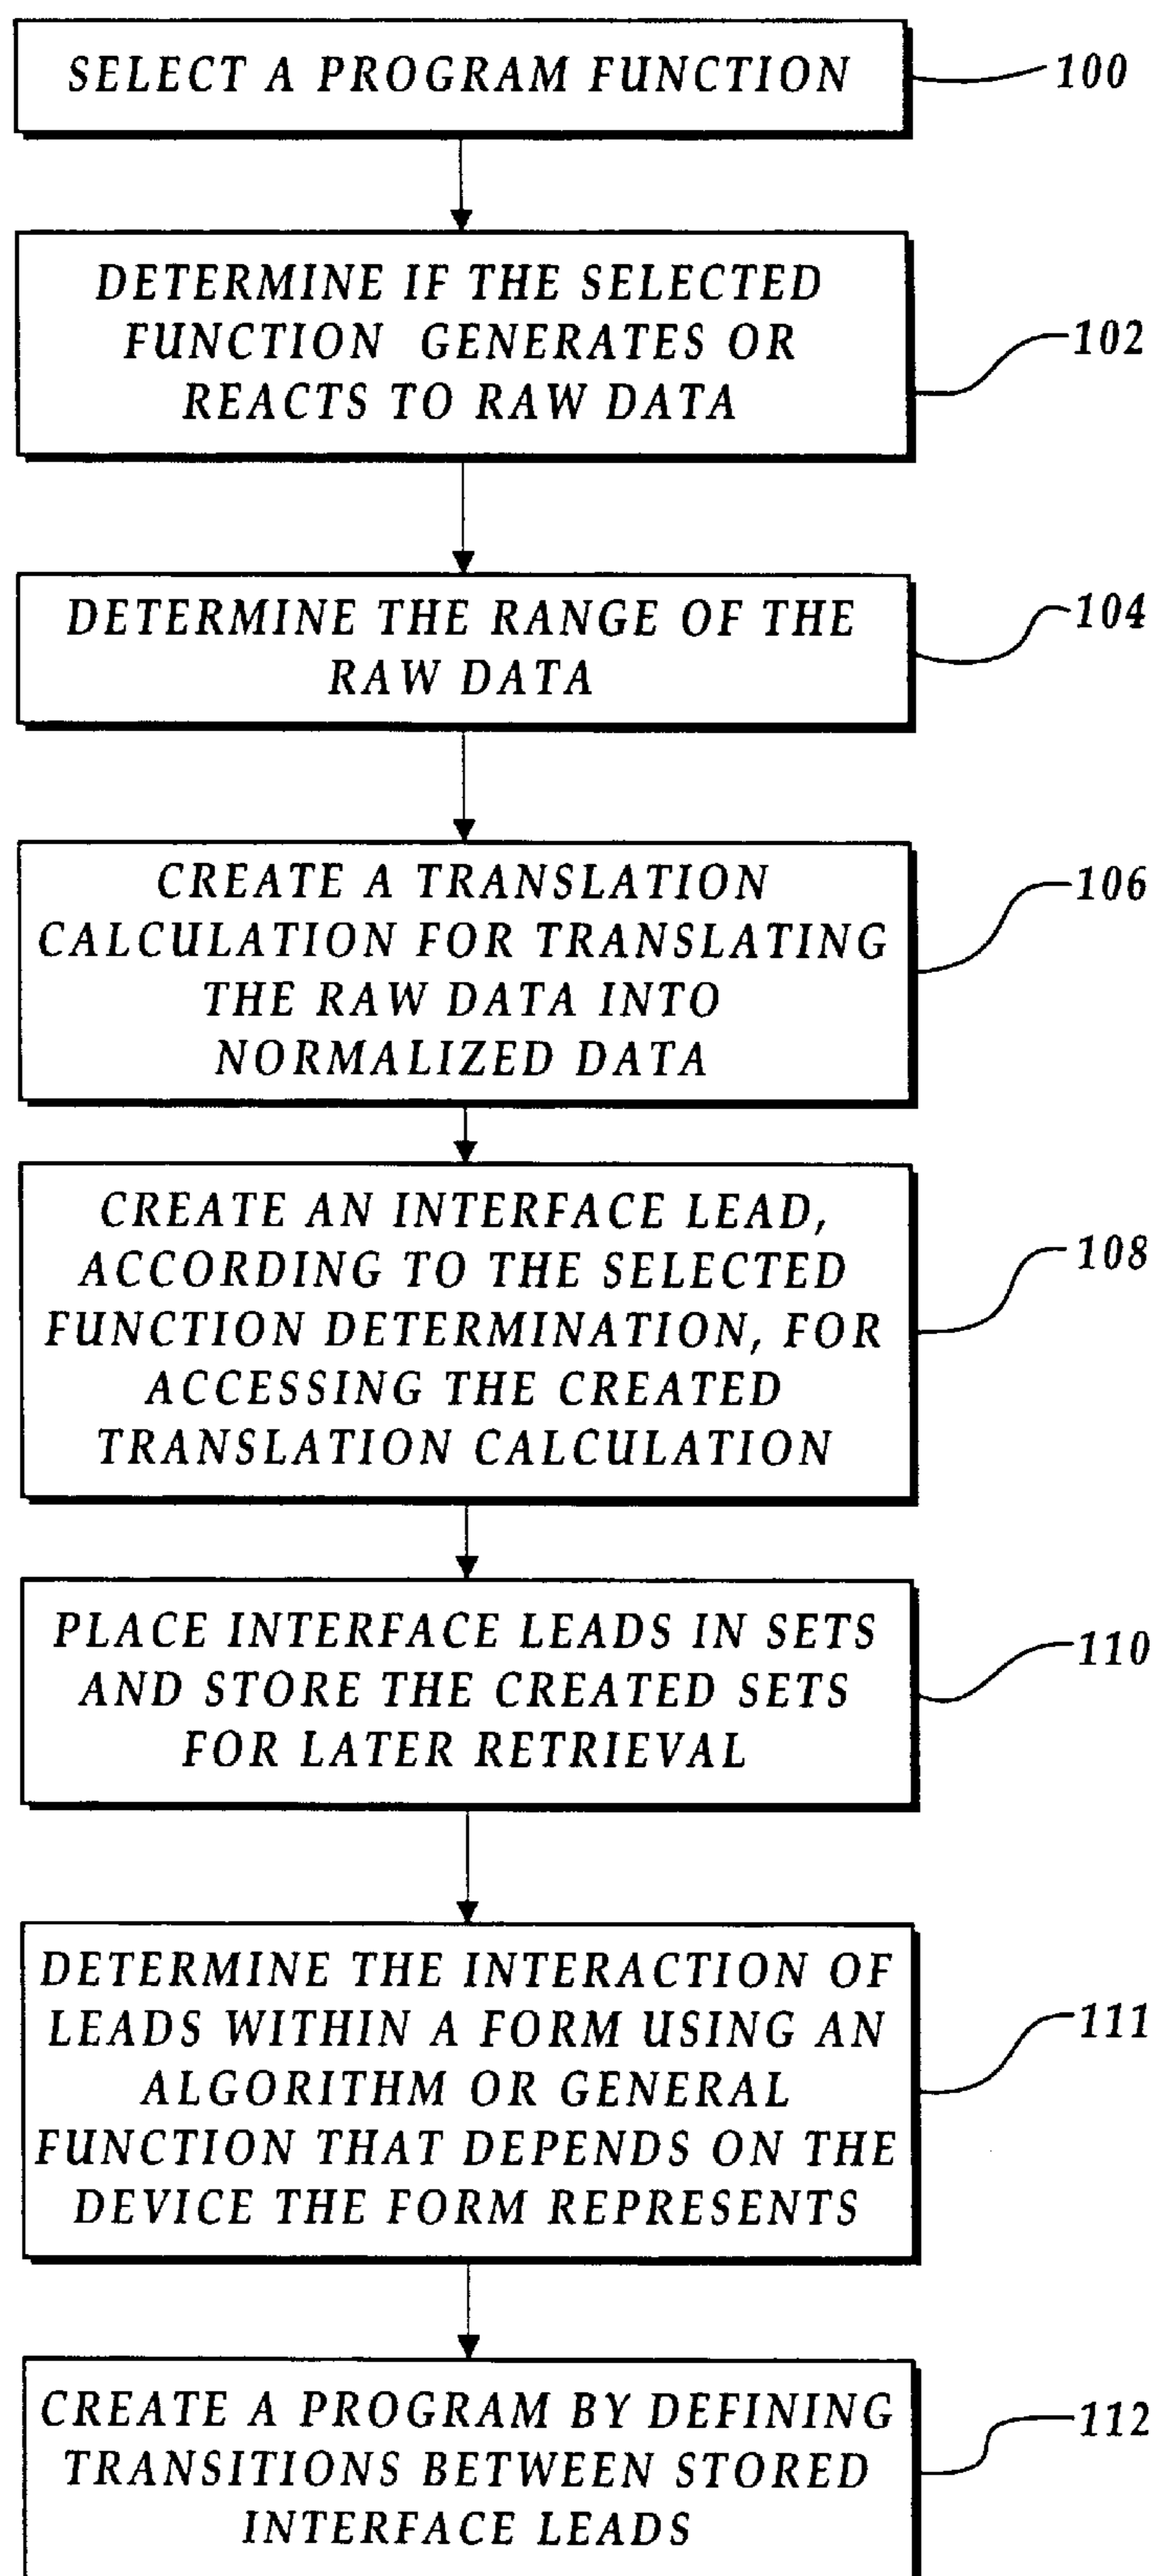 SELECT A PROGRAM FUNCTION
100
DETERMINE IF THE SELECTED
FUNCTION GENERATES OR
REACTS TO RAW DATA
102
DETERMINE THE RANGE OF THE
RAW DATA
104
CREATE A TRANSLATION
CALCULATION FOR TRANSLATING
THE RAW DATA INTO
NORMALIZED DATA
106
CREATE AN INTERFACE LEAD,
ACCORDING TO THE SELECTED
FUNCTION DETERMINATION, FOR
ACCESSING THE CREATED
TRANSLATION CALCULATION
108
PLACE INTERFACE LEADS IN SETS
AND STORE THE CREATED SETS
FOR LATER RETRIEVAL
110
DETERMINE THE INTERACTION OF
LEADS WITHIN A FORM USING AN
ALGORITHM OR GENERAL
FUNCTION THAT DEPENDS ON THE
DEVICE THE FORM REPRESENTS
111
CREATE A PROGRAM BY DEFINING
TRANSITIONS BETWEEN STORED
INTERFACE LEADS
112